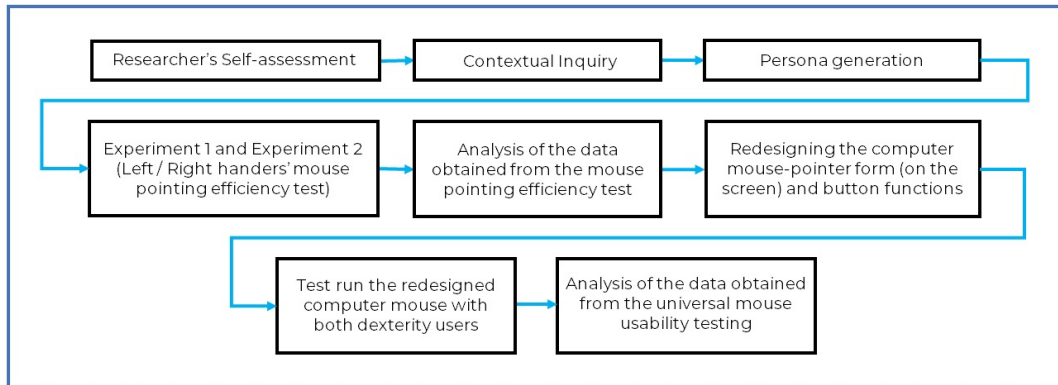 Researcher's Self-assessment
Contextual Inquiry
Persona generation
Experiment 1 and Experiment 2
(Left / Right handers' mouse
pointing efficiency test)
Analysis of the data
obtained from the mouse
pointing efficiency test
Redesigning the computer
mouse-pointer form (on the
screen) and button functions
Test run the redesigned
computer mouse with
both dexterity users
Analysis of the data obtained
from the universal mouse
usability testing